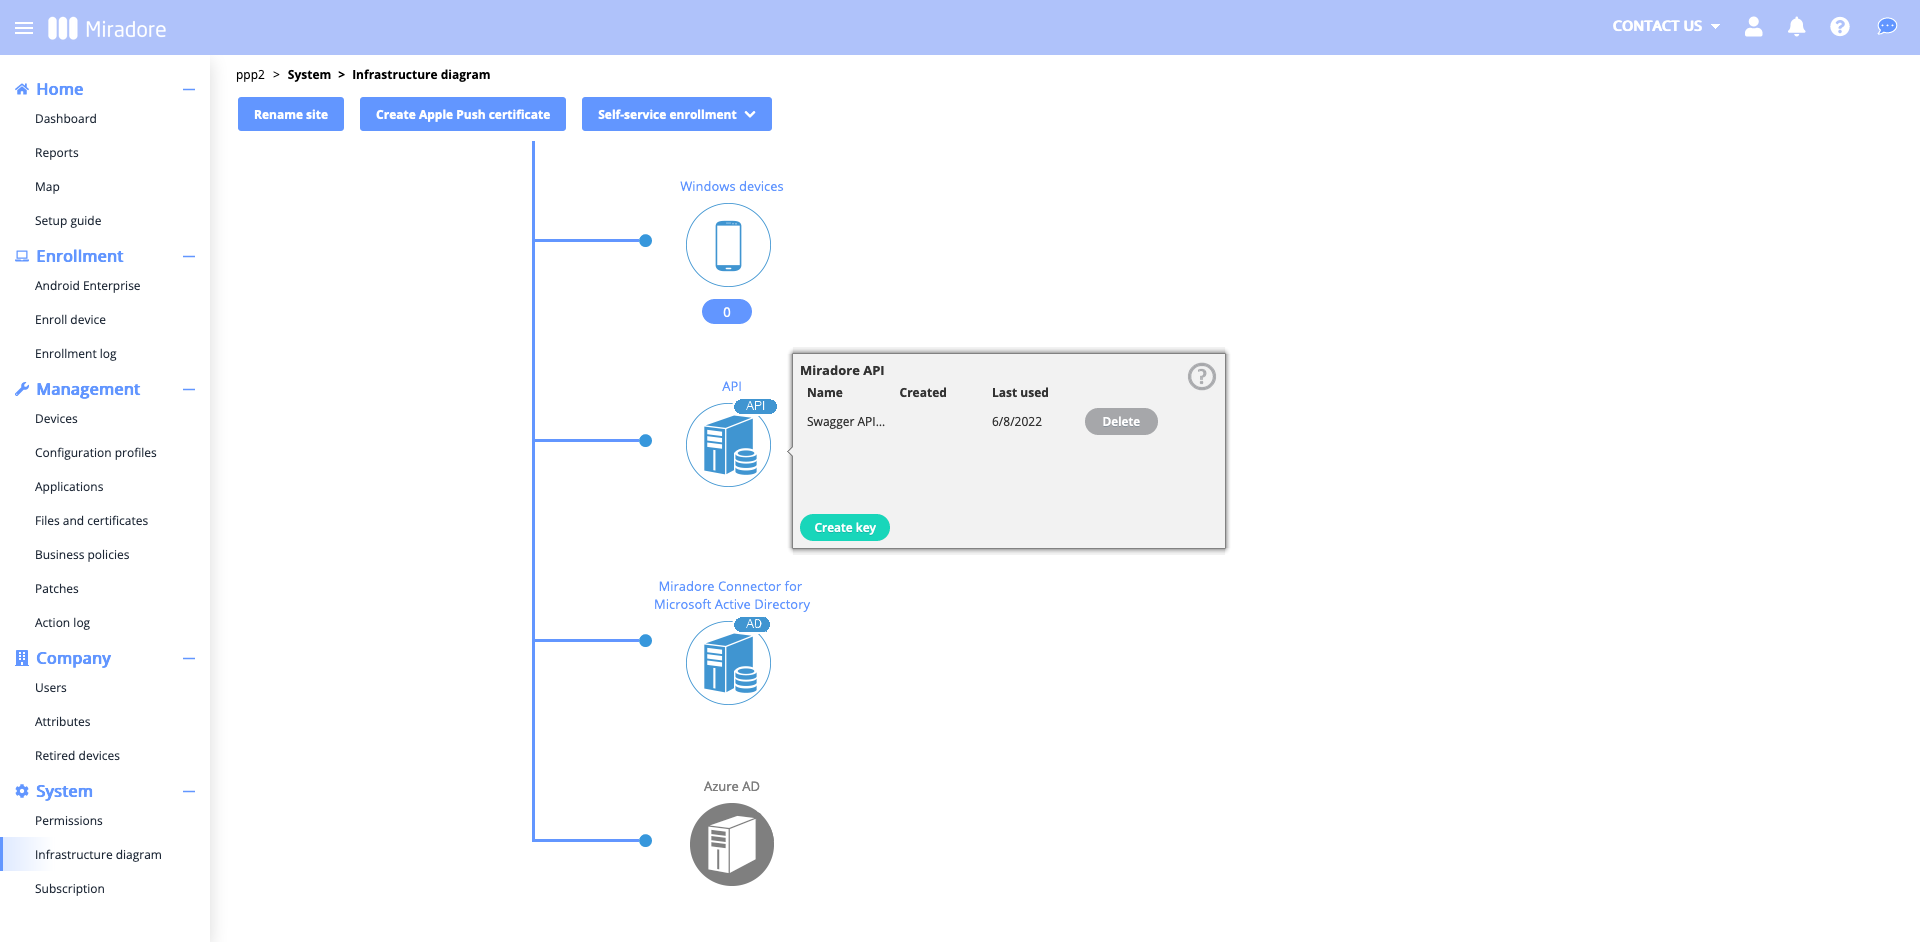 Miradore
CONTACT US
Home
Dashboard
Reports
Map
Setup guide
Enrollment
Android Enterprise
Enroll device
Enrollment log
Management
Devices
Configuration profiles
Applications
Files and certificates
Business policies
Patches
Action log
Company
Users
Attributes
Retired devices
System
Permissions
Infrastructure diagram
Subscription
ppp2 > System > Infrastructure diagram
Rename site
Create Apple Push certificate
Self-service enrollment
Windows devices
0
API
API
Miradore API
?
Name Created Last used
Swagger API... 6/8/2022 Delete
Create key
Miradore Connector for
Microsoft Active Directory
AD
Azure AD